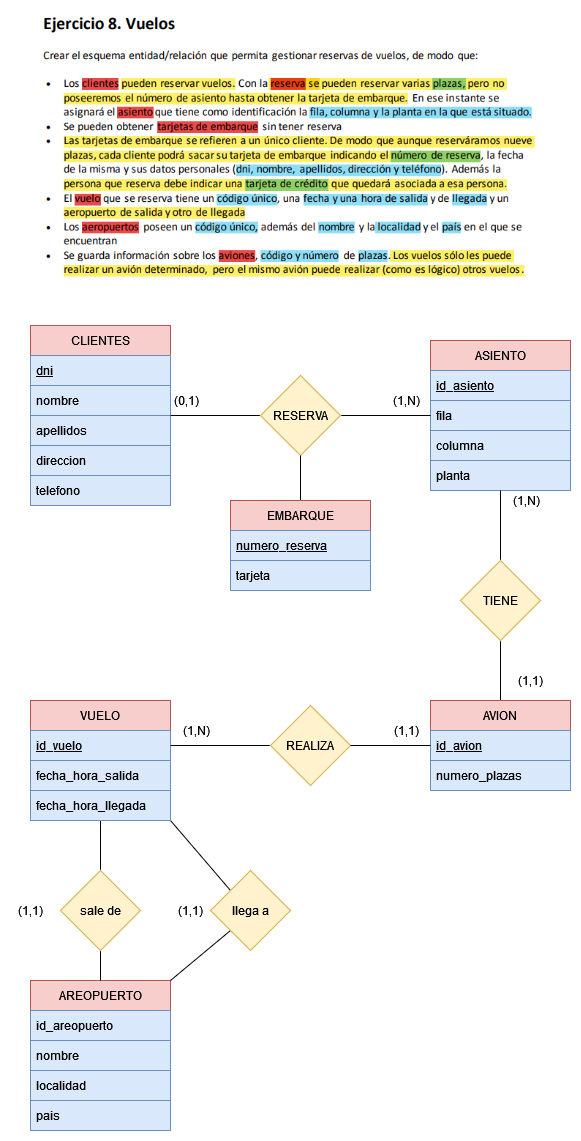 Ejercicio 8. Vuelos
Crear el esquema entidad/relación que permita gestionar reservas de vuelos, de modo que:
• Los clientes pueden reservar vuelos. Con la reserva se pueden reservar varias plazas, pero no
poseeremos el número de asiento hasta obtener la tarjeta de embarque. En ese instante se
asignará el asiento que tiene como identificación la fila, columna y la planta en la que está situado.
• Se pueden obtener tarjetas de embarque sin tener reserva
• Las tarjetas de embarque se refieren a un único cliente. De modo que aunque reserváramos nueve
plazas, cada cliente podrá sacar su tarjeta de embarque indicando el número de reserva, la fecha
de la misma y sus datos personales (dni, nombre, apellidos, dirección y teléfono). Además la
persona que reserva debe indicar una tarjeta de crédito que quedará asociada a esa persona.
• El vuelo que se reserva tiene un código único, una fecha y una hora de salida y de llegada y un
aeropuerto de salida y otro de llegada
• Los aeropuertos poseen un código único, además del nombre y la localidad y el país en el que se
encuentran
• Se guarda información sobre los aviones, código y número de plazas. Los vuelos sólo les puede
realizar un avión determinado, pero el mismo avión puede realizar (como es lógico) otros vuelos.
CLIENTES
dni
nombre
apellidos
direccion
telefono
(0,1)
RESERVA
(1,N)
ASIENTO
id_asiento
fila
columna
planta
EMBARQUE
numero_reserva
tarjeta
(1,N)
TIENE
(1,1)
VUELO
id_vuelo
fecha_hora_salida
fecha_hora_llegada
(1,N)
REALIZA
(1,1)
AVION
id_avion
numero_plazas
(1,1)
sale de
(1,1)
llega a
AREOPUERTO
id_areopuerto
nombre
localidad
pais